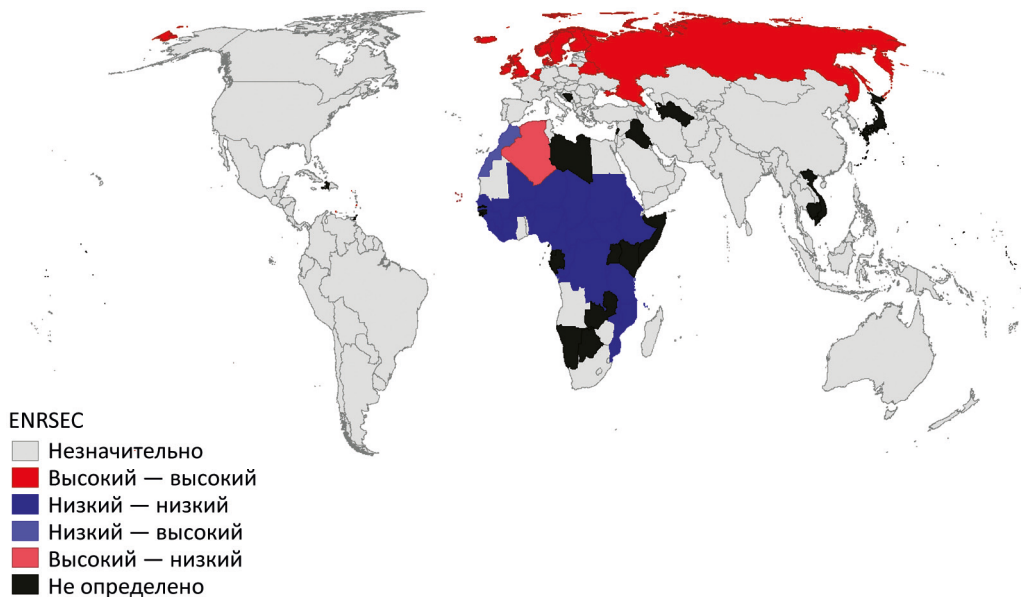 ENRSEC
Незначительно
Высокий — высокий
Низкий — низкий
Низкий — высокий
Высокий — низкий
Не определено